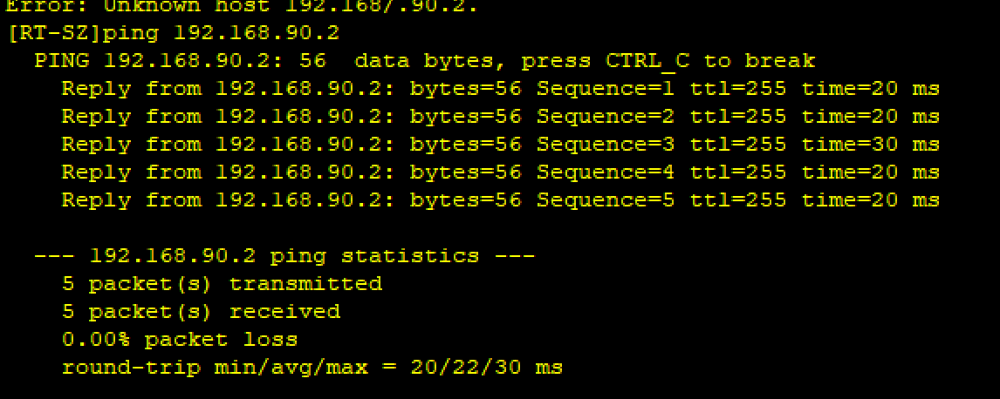 Error: Unknown host 192.168/.90.2.
[RT-SZ]ping 192.168.90.2
PING 192.168.90.2: 56  data bytes, press CTRL_C to break
Reply from 192.168.90.2: bytes=56 Sequence=1 ttl=255 time=20 ms
Reply from 192.168.90.2: bytes=56 Sequence=2 ttl=255 time=20 ms
Reply from 192.168.90.2: bytes=56 Sequence=3 ttl=255 time=30 ms
Reply from 192.168.90.2: bytes=56 Sequence=4 ttl=255 time=20 ms
Reply from 192.168.90.2: bytes=56 Sequence=5 ttl=255 time=20 ms
--- 192.168.90.2 ping statistics ---
5 packet(s) transmitted
5 packet(s) received
0.00% packet loss
round-trip min/avg/max = 20/22/30 ms